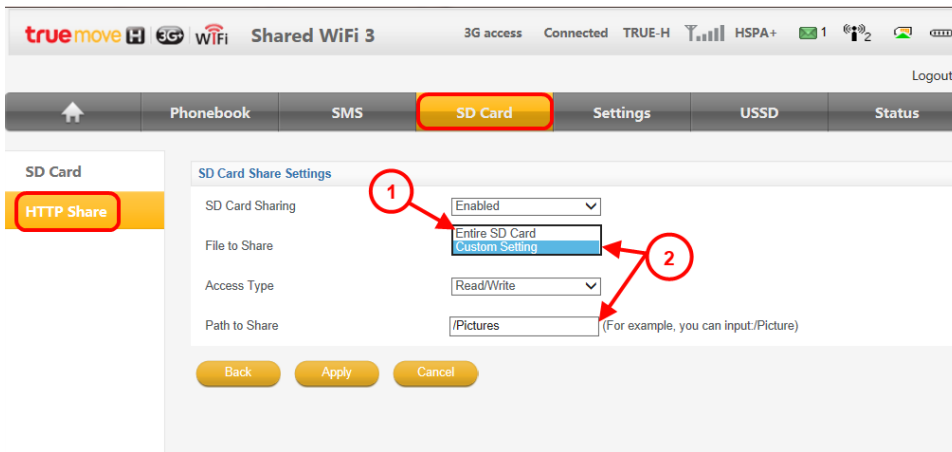 truemove H 3G+ WiFi Shared WiFi 3 3G access Connected TRUE-H HSPA+ 1 2
Logout
Phonebook SMS SD Card Settings USSD Status
SD Card
HTTP Share
SD Card Share Settings
SD Card Sharing Enabled
1
File to Share Entire SD Card
Custom Setting
2
Access Type Read/Write
Path to Share /Pictures (For example, you can input:/Picture)
Back Apply Cancel